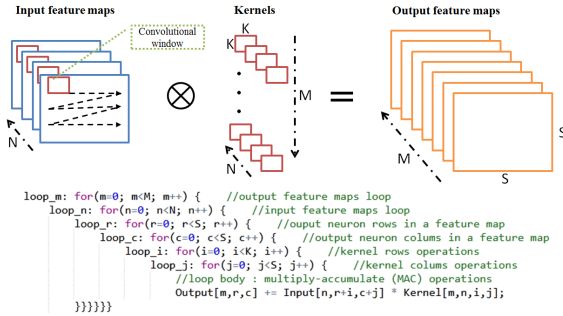 Input feature maps
Kernels
Output feature maps
Convolutional
window
K
K
M
N
N
M
S
S
loop_m: for(m=0; m<M; m++) { //output feature maps loop
loop_n: for(n=0; n<N; n++) { //input feature maps loop
loop_r: for(r=0; r<S; r++) { //ouput neuron rows in a feature map
loop_c: for(c=0; c<S; c++) { //output neuron colums in a feature map
loop_i: for(i=0; i<K; i++) { //kernel rows operations
loop_j: for(j=0; j<S; j++) { //kernel colums operations
//loop body : multiply-accumulate (MAC) operations
Output[m,r,c] += Input[n,r+i,c+j] * Kernel[m,n,i,j];
}}}}}}